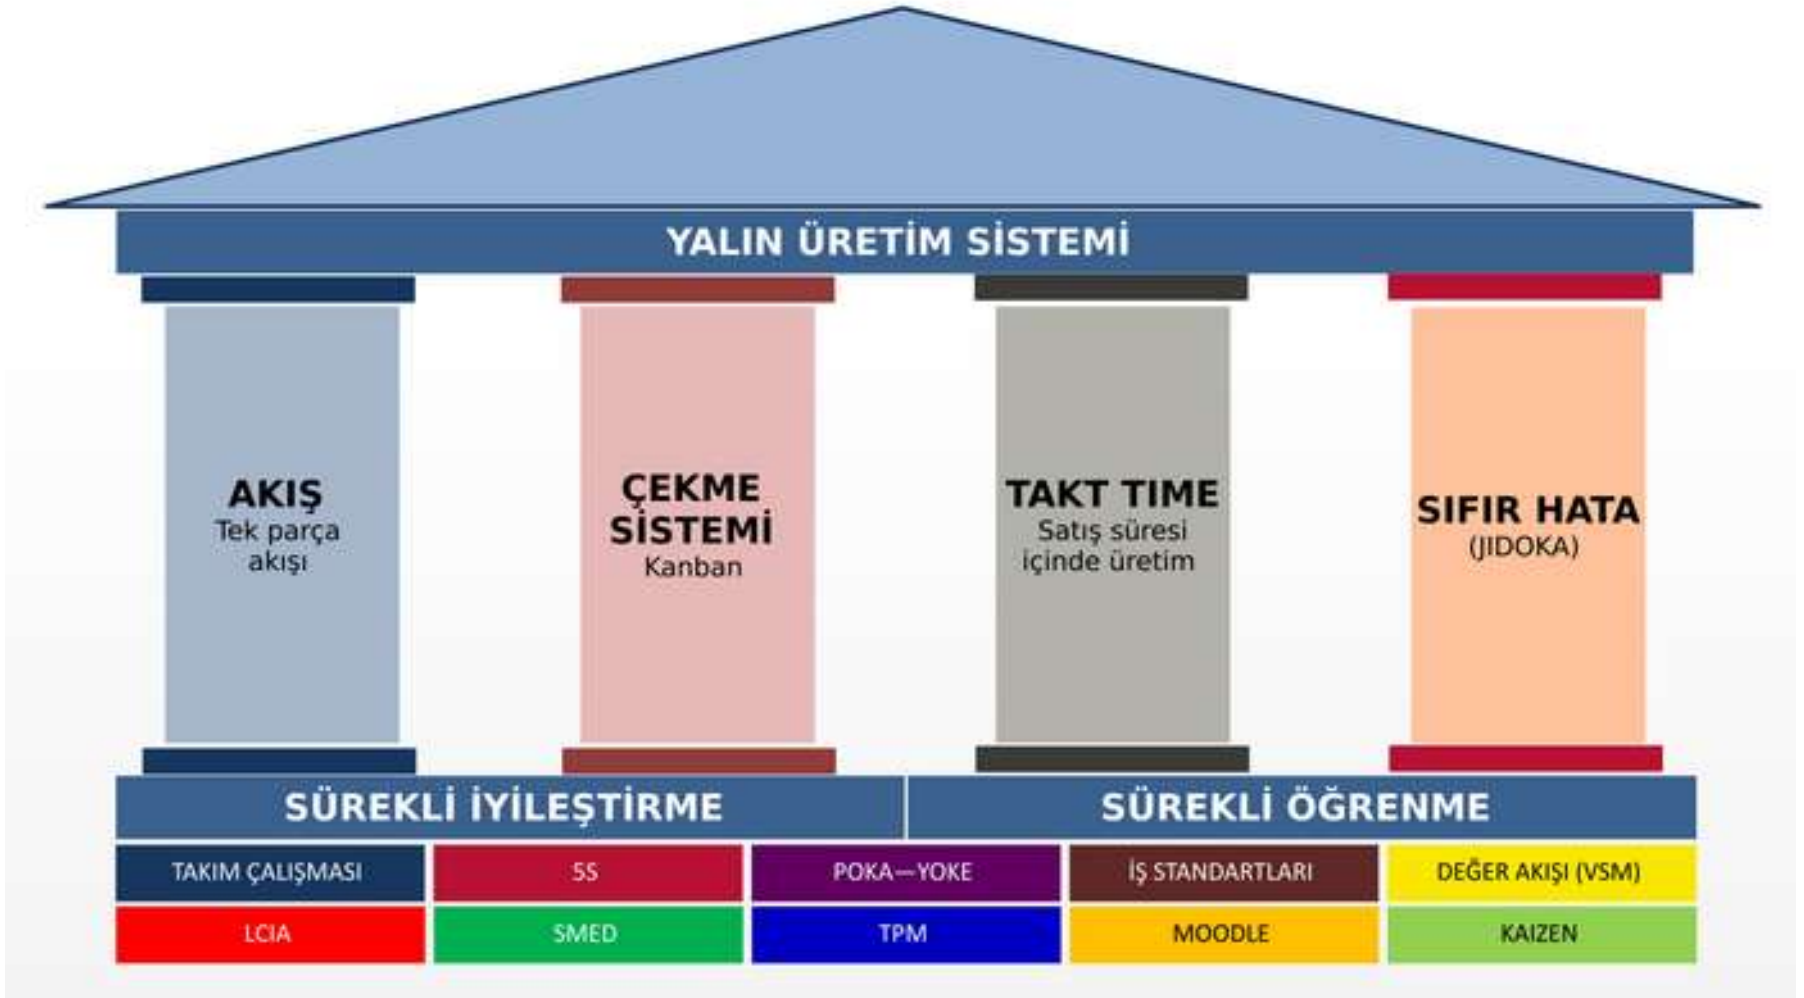 YALIN ÜRETİM SİSTEMİ
AKIŞ
Tek parça
akışı
ÇEKME
SİSTEMİ
Kanban
TAKT TIME
Satış süresi
içinde üretim
SIFIR HATA
(JIDOKA)
SÜREKLİ İYİLEŞTİRME
SÜREKLİ ÖĞRENME
TAKIM ÇALIŞMASI
5S
POKA—YOKE
İŞ STANDARTLARI
DEĞER AKIŞI (VSM)
LCIA
SMED
TPM
MOODLE
KAIZEN